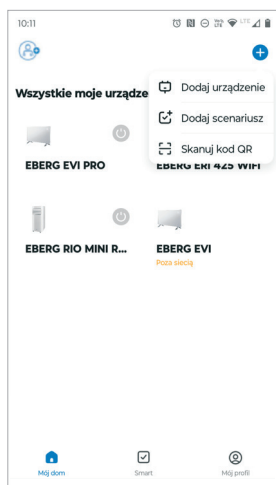 10:11
Wszystkie moje urządze
Dodaj urządzenie
Dodaj scenariusz
Skanuj kod QR
EBERG EVI PRO
EBERG ERI 425 WIFI
EBERG RIO MINI R...
EBERG EVI
Poza siecią
Mój dom
Smart
Mój profil